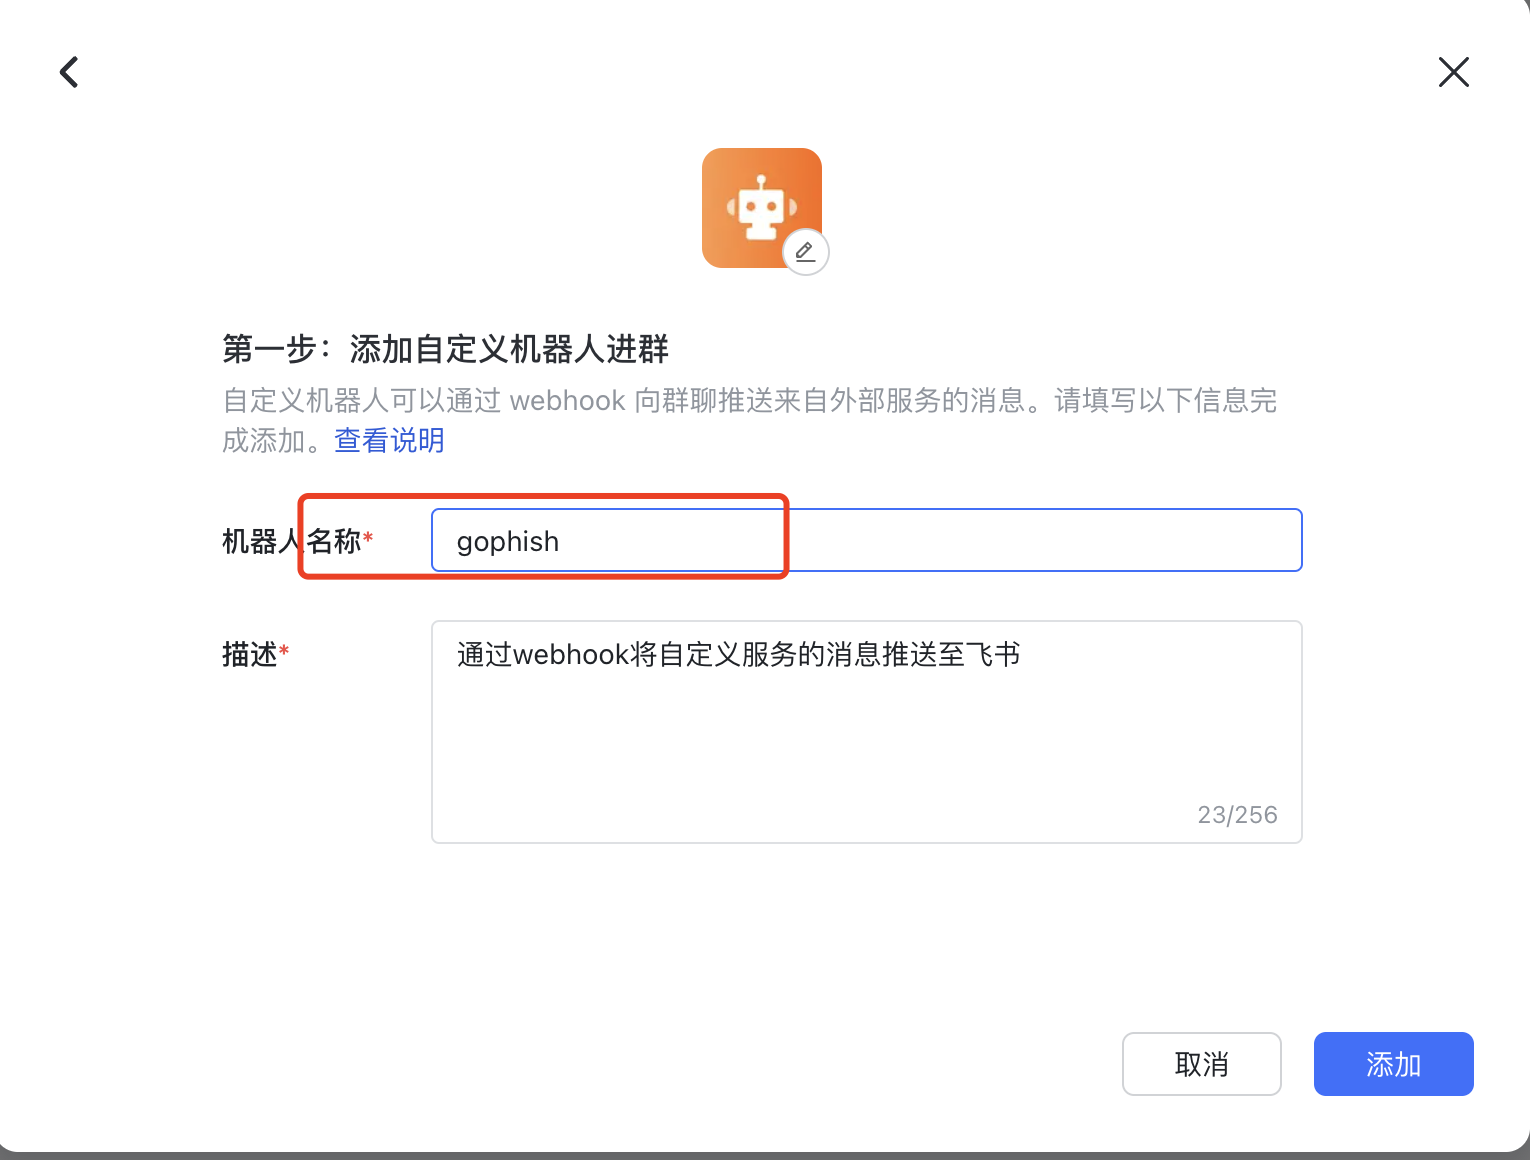 第一步：添加自定义机器人进群
自定义机器人可以通过 webhook 向群聊推送来自外部服务的消息。请填写以下信息完
成添加。查看说明
机器人名称* gophish
描述* 通过webhook将自定义服务的消息推送至飞书
23/256
取消 添加